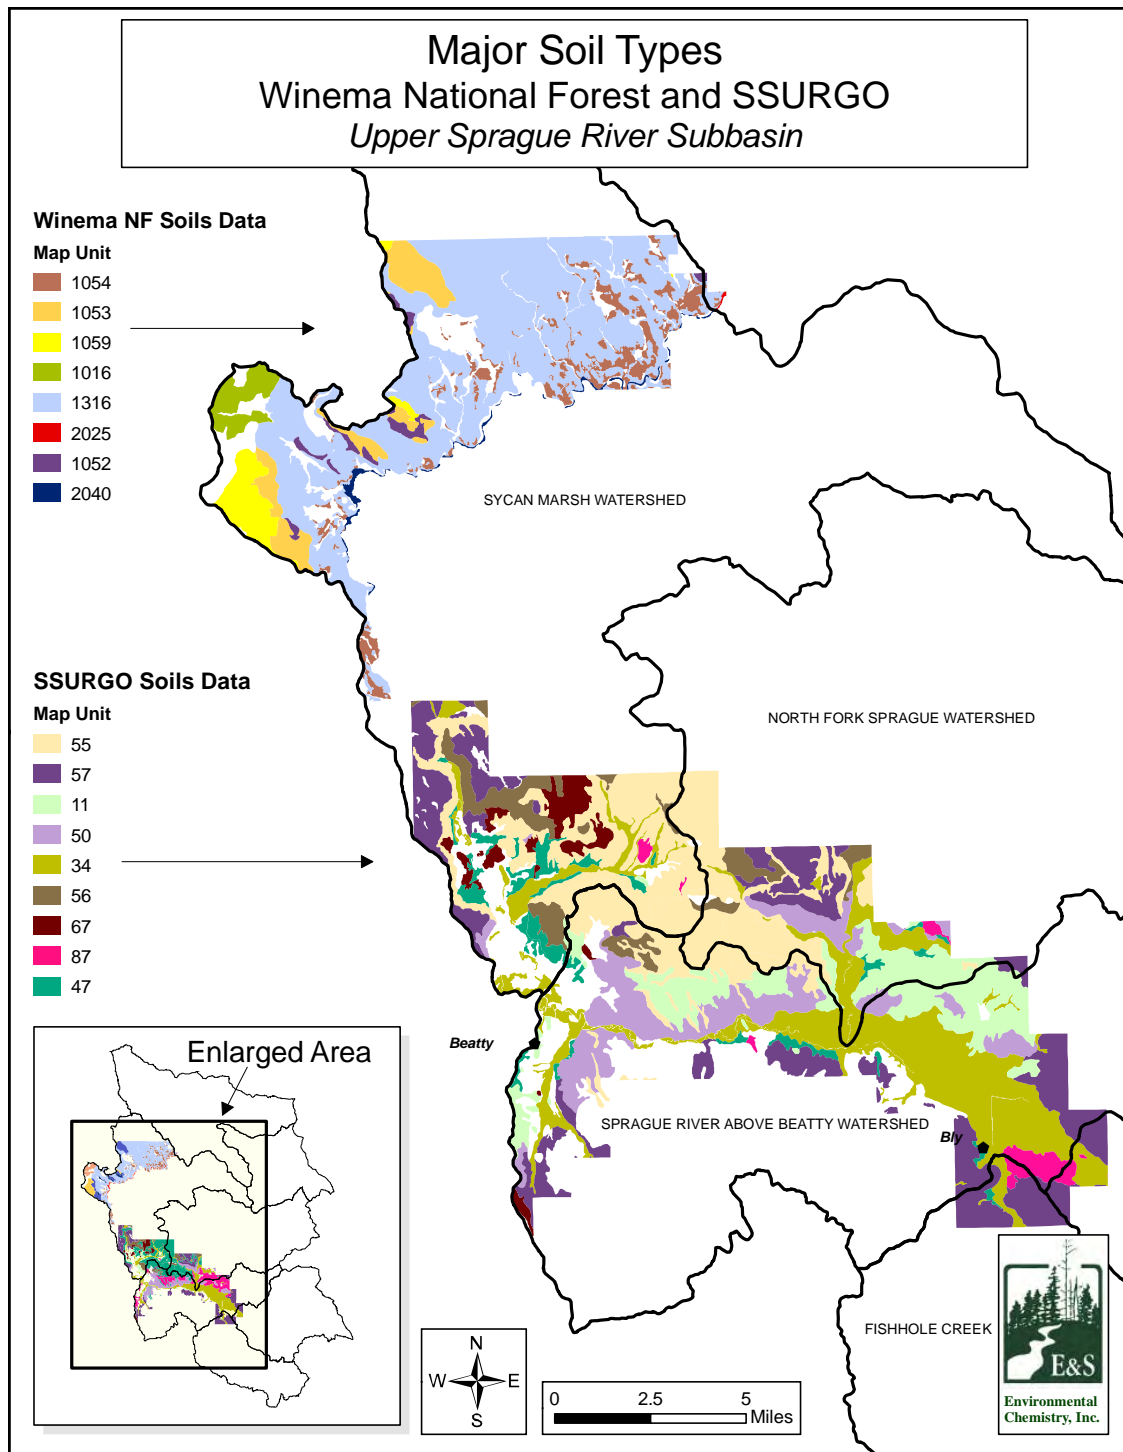 Major Soil Types
Winema National Forest and SSURGO
Upper Sprague River Subbasin
Winema NF Soils Data
Map Unit
1054
1053
1059
1016
1316
2025
1052
2040
SYCAN MARSH WATERSHED
SSURGO Soils Data
Map Unit
55
57
11
50
34
56
67
87
47
NORTH FORK SPRAGUE WATERSHED
Beatty
SPRAGUE RIVER ABOVE BEATTY WATERSHED
Bly
Enlarged Area
FISHHOLE CREEK
N
W E
S
0 2.5 5
Miles
E&S
Environmental
Chemistry, Inc.